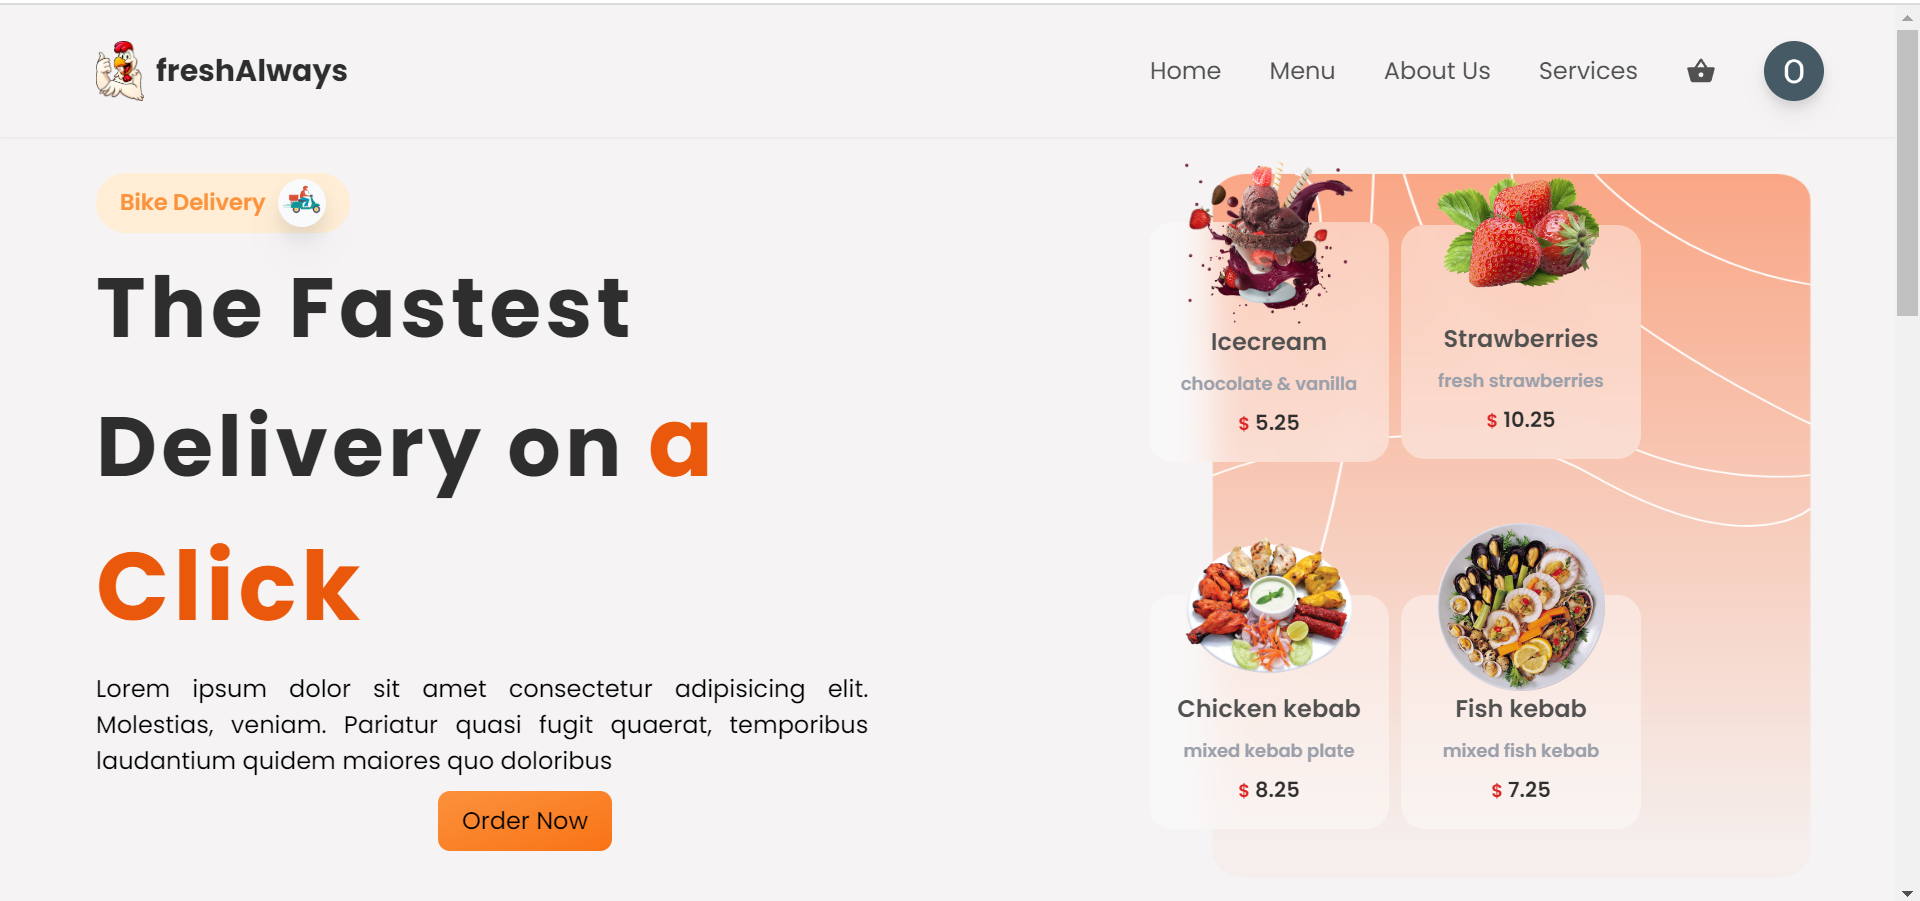 freshAlways
Home Menu About Us Services O
Bike Delivery
The Fastest
Delivery on a
Click
Lorem ipsum dolor sit amet consectetur adipisicing elit.
Molestias, veniam. Pariatur quasi fugit quaerat, temporibus
laudantium quidem maiores quo doloribus
Order Now
Icecream
chocolate & vanilla
$ 5.25
Strawberries
fresh strawberries
$ 10.25
Chicken kebab
mixed kebab plate
$ 8.25
Fish kebab
mixed fish kebab
$ 7.25